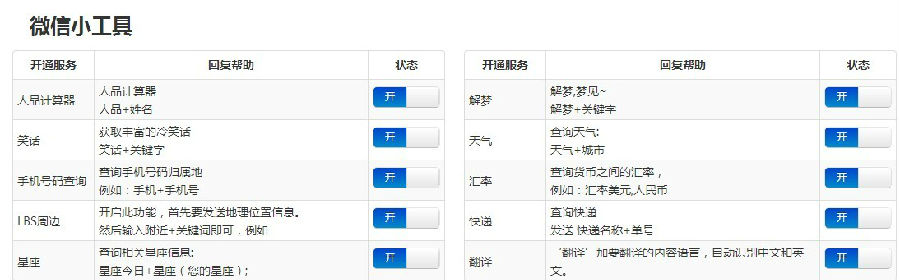 微信小工具
开通服务 回复帮助 状态
人品计算器
人品计算器
人品+姓名
开
笑话
获取丰富的冷笑话
笑话+关键字
开
手机号码查询
查询手机号码归属地
例如：手机+手机号
开
LBS周边
开启此功能，首先要发送地理位置信息。
然后输入附近+关键词即可，例如
开
星座
查询相关星座信息:
星座今日+星座（您的星座）；
开
开通服务 回复帮助 状态
解梦
解梦,梦见~
解梦+关键字
开
天气
查询天气:
天气+城市
开
汇率
查询货币之间的汇率，
例如：汇率美元,人民币
开
快递
查询快递
发送 快递名称+单号
开
翻译
‘翻译’加要翻译的内容语言，自动识别中文和英
文。
开